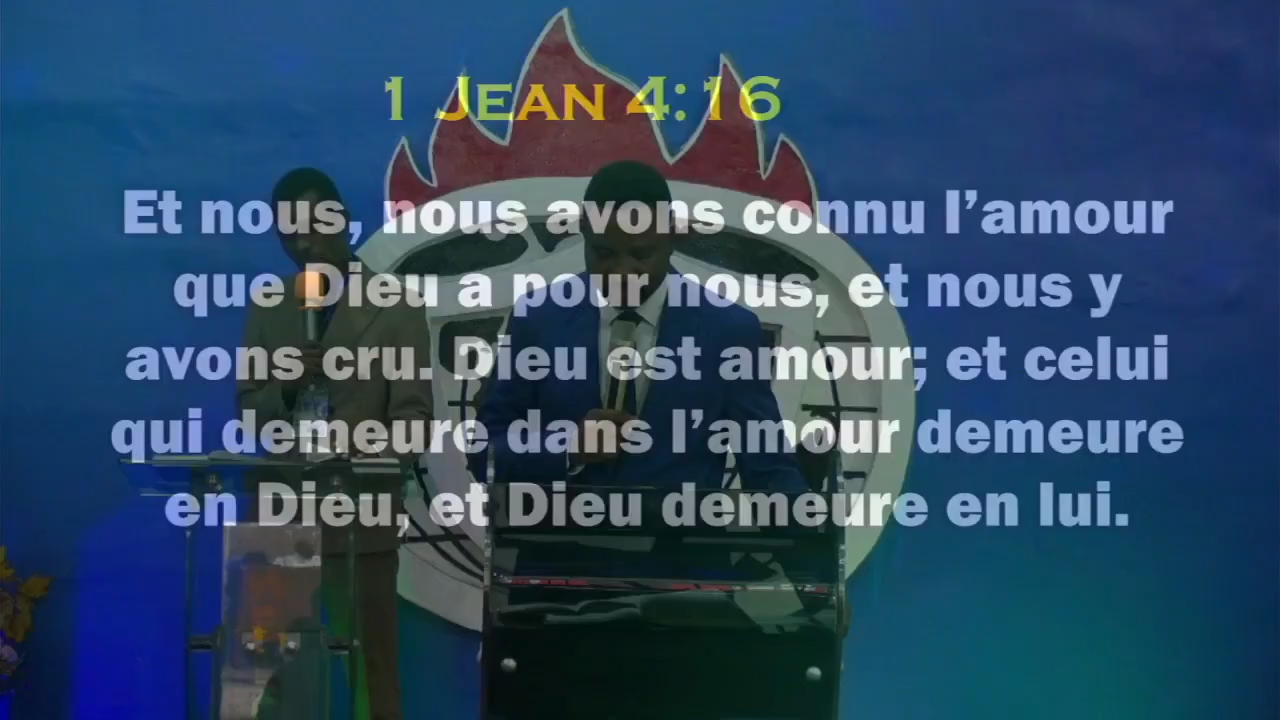 1 JEAN 4:16
Et nous, nous avons connu l’amour
que Dieu a pour nous, et nous y
avons cru. Dieu est amour; et celui
qui demeure dans l’amour demeure
en Dieu, et Dieu demeure en lui.